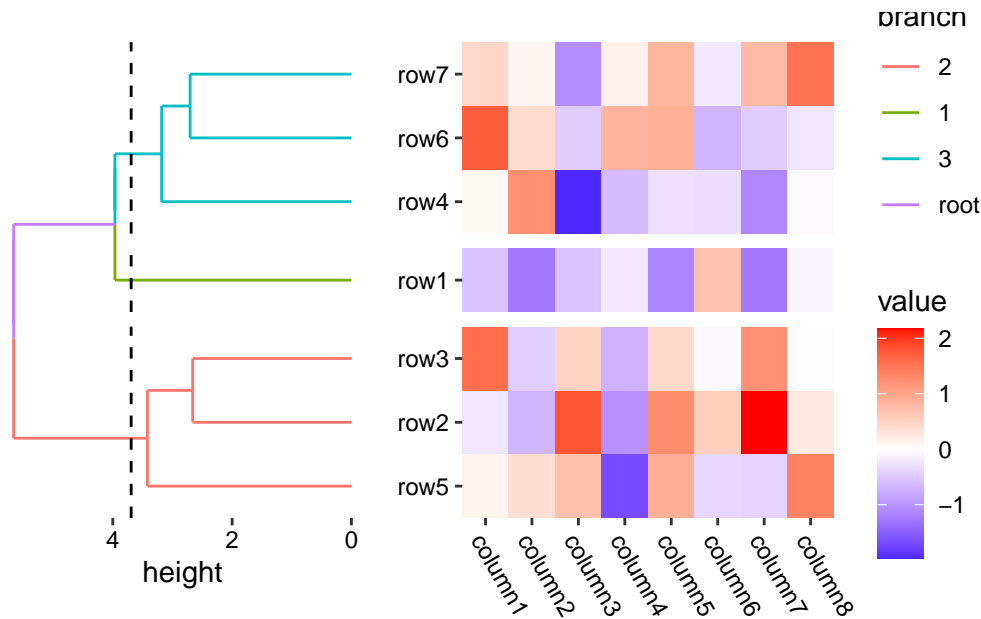 branch
2
1
3
root
row7
row6
row4
row1
row3
row2
row5
4
2
0
height
column1
column2
column3
column4
column5
column6
column7
column8
value
2
1
0
−1